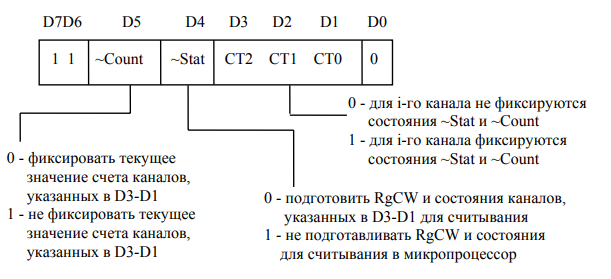 D7D6 D5 D4 D3 D2 D1 D0
1 1 ~Count ~Stat CT2 CT1 CT0 0
0 - для i-го канала не фиксируются
состояния ~Stat и ~Count
1 - для i-го канала фиксируются
состояния ~Stat и ~Count
0 - фиксировать текущее
значение счета каналов,
указанных в D3-D1
1 - не фиксировать текущее
значение счета каналов,
указанных в D3-D1
0 - подготовить RgCW и состояния каналов,
указанных в D3-D1 для считывания
1 - не подготавливать RgCW и состояния
для считывания в микропроцессор